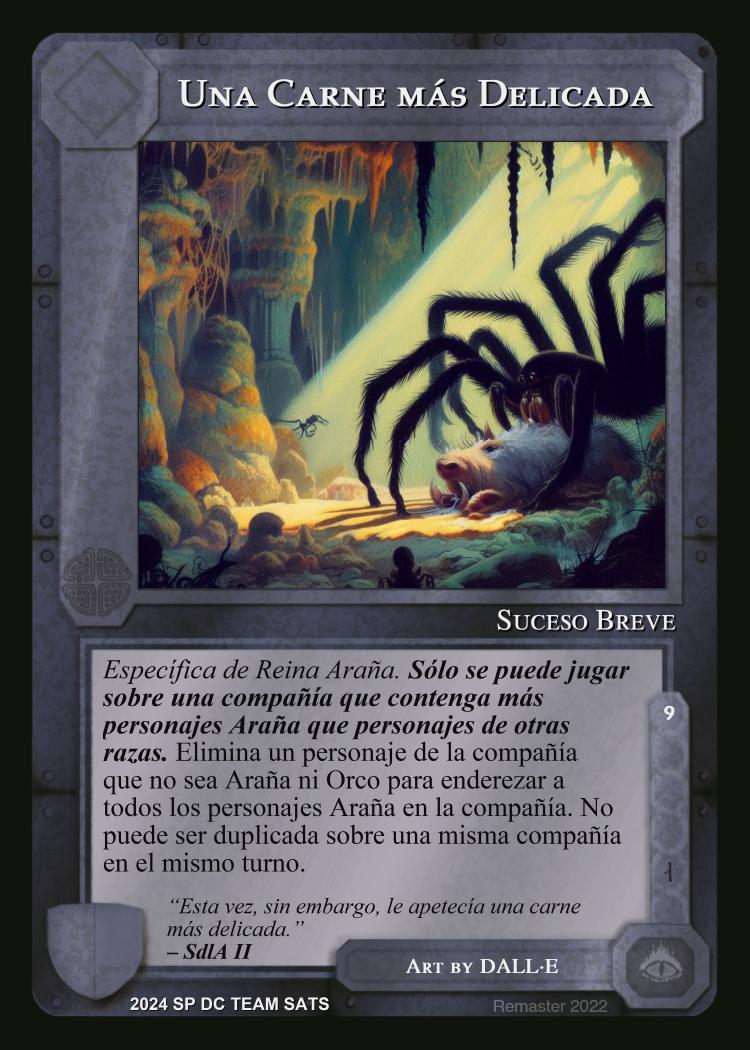 Una Carne más Delicada
Suceso Breve
Específica de Reina Araña. Sólo se puede jugar
sobre una compañía que contenga más
personajes Araña que personajes de otras
razas. Elimina un personaje de la compañía
que no sea Araña ni Orco para enderezar a
todos los personajes Araña en la compañía. No
puede ser duplicada sobre una misma compañía
en el mismo turno.
9
“Esta vez, sin embargo, le apetecía una carne
más delicada.”
– SdlA II
Art by DALL·E
2024 SP DC TEAM SATS
Remaster 2022